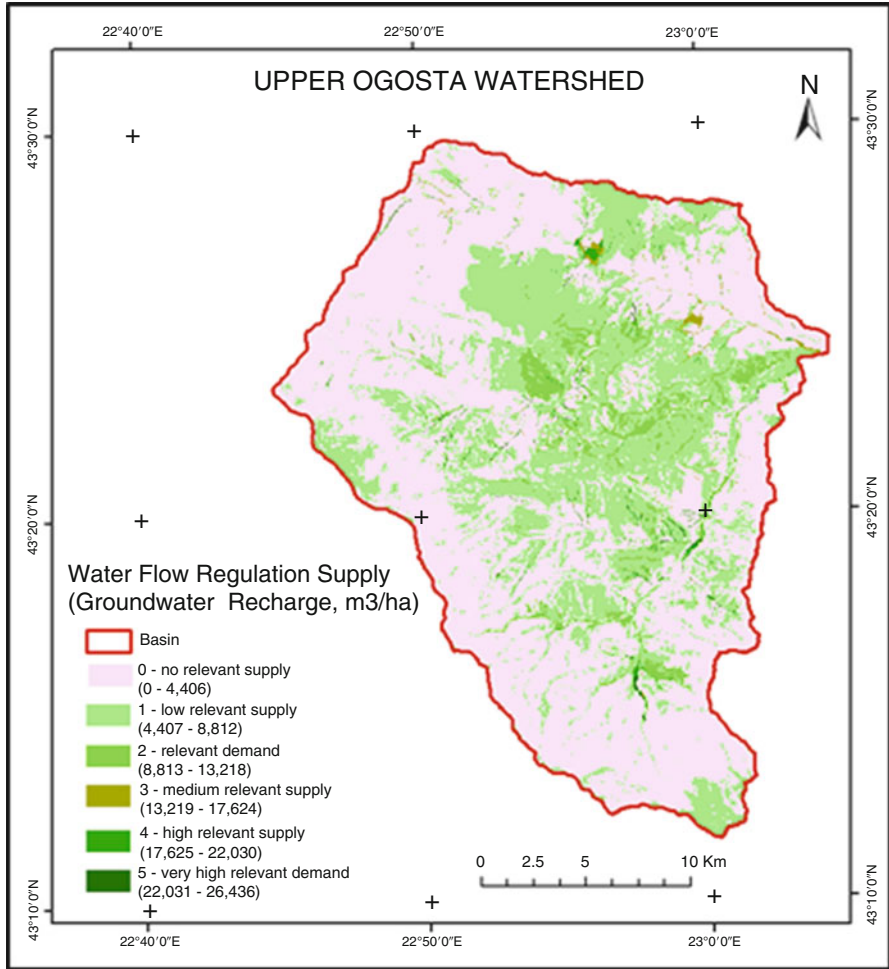 22°40′0″E 22°50′0″E 23°0′0″E
UPPER OGOSTA WATERSHED
N
43°30′0″N
43°30′0″N
43°20′0″N
43°20′0″N
Water Flow Regulation Supply
(Groundwater Recharge, m3/ha)
Basin
0 - no relevant supply
(0 - 4,406)
1 - low relevant supply
(4,407 - 8,812)
2 - relevant demand
(8,813 - 13,218)
3 - medium relevant supply
(13,219 - 17,624)
4 - high relevant supply
(17,625 - 22,030)
5 - very high relevant demand
(22,031 - 26,436)
0 2.5 5 10 Km
43°10′0″N
43°10′0″N
22°40′0″E 22°50′0″E 23°0′0″E